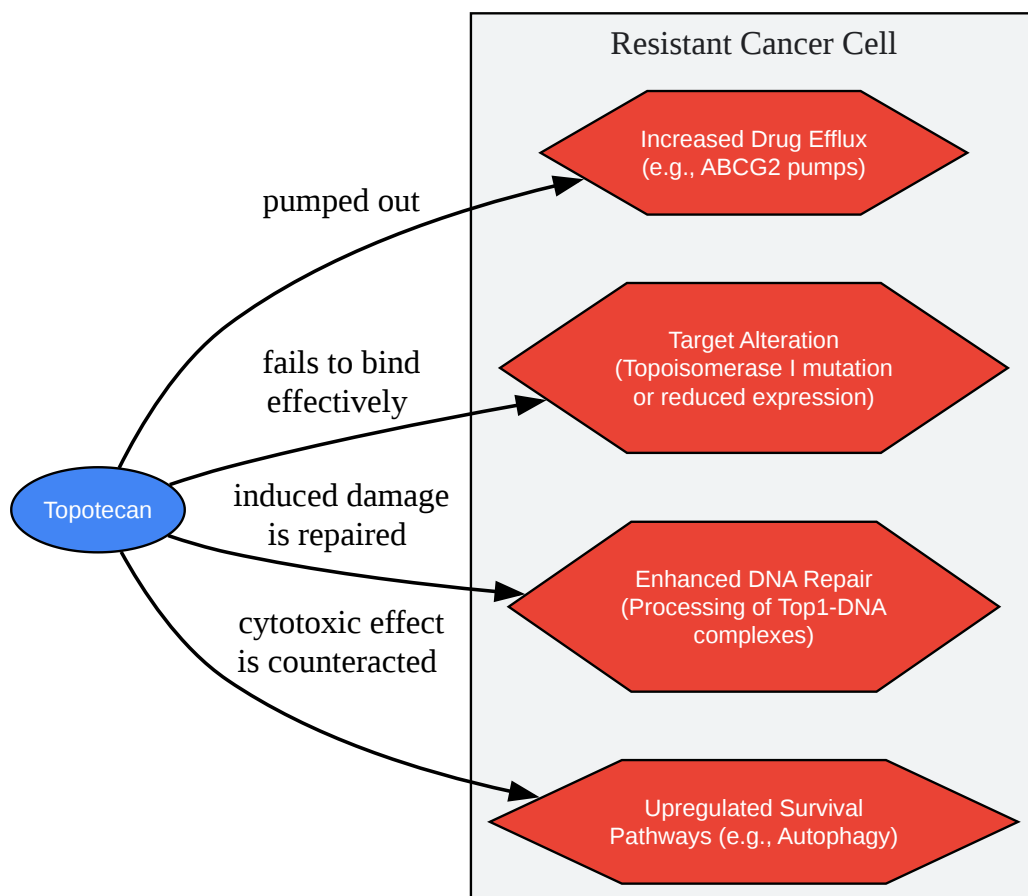 Resistant Cancer Cell
Increased Drug Efflux
(e.g., ABCG2 pumps)
pumped out
Target Alteration
(Topoisomerase I mutation
or reduced expression)
fails to bind
effectively
Topotecan
induced damage
is repaired
Enhanced DNA Repair
(Processing of Top1-DNA
complexes)
cytotoxic effect
is counteracted
Upregulated Survival
Pathways (e.g., Autophagy)